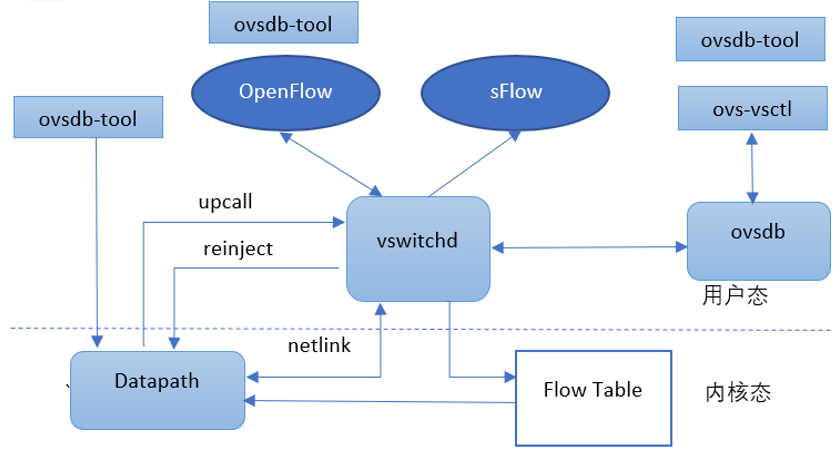 ovsdb-tool
ovsdb-tool
OpenFlow
sFlow
ovsdb-tool
ovs-vsctl
upcall
reinject
vswitchd
ovsdb
用户态
netlink
Datapath
Flow Table
内核态
、